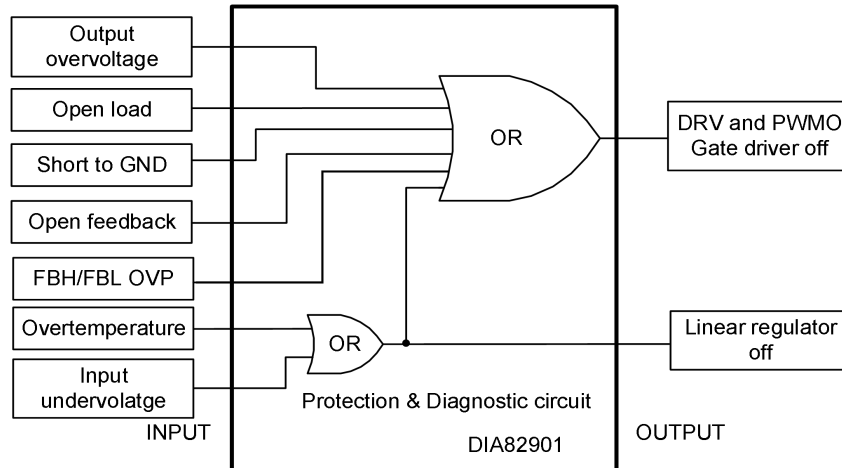 Output
overvoltage
Open load
Short to GND
Open feedback
FBH/FBL OVP
Overtemperature
Input
undervolatge
INPUT
OR
OR
Protection & Diagnostic circuit
DIA82901
DRV and PWMO
Gate driver off
Linear regulator
off
OUTPUT